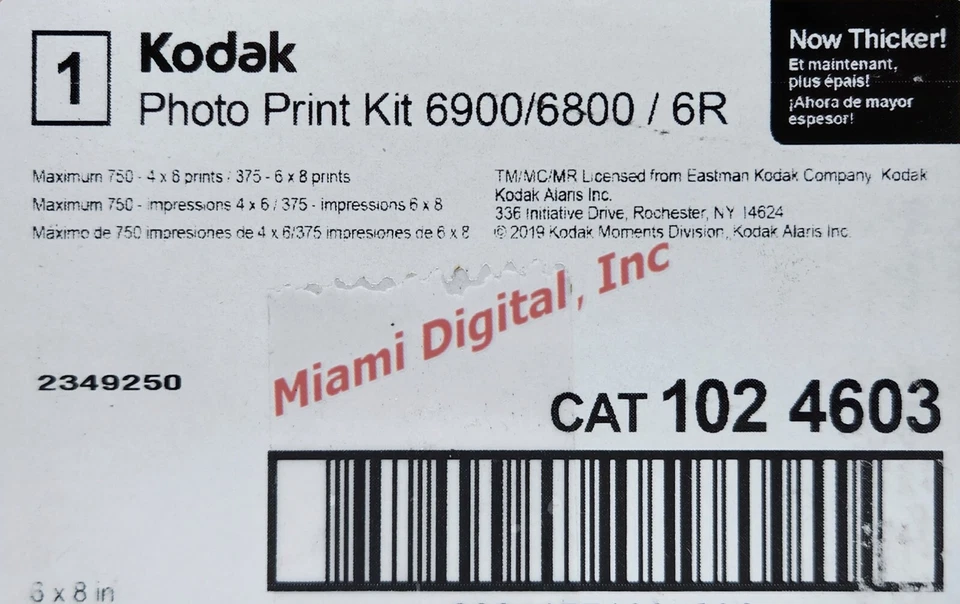 1
Kodak
Photo Print Kit 6900/6800 / 6R
Now Thicker!
Et maintenant,
plus épais!
¡Ahora de mayor
espesor!
Maximum 750 - 4 x 6 prints / 375 - 6 x 8 prints
Maximum 750 - impressions 4 x 6 / 375 - impressions 6 x 8
Máximo de 750 impresiones de 4 x 6/375 impresiones de 6 x 8
TM/MC/MR Licensed from Eastman Kodak Company Kodak
Kodak Alaris Inc.
336 Initiative Drive, Rochester, NY 14624
© 2019 Kodak Moments Division, Kodak Alaris Inc.
Miami Digital, Inc
2349250
CAT 102 4603
6 x 8 in